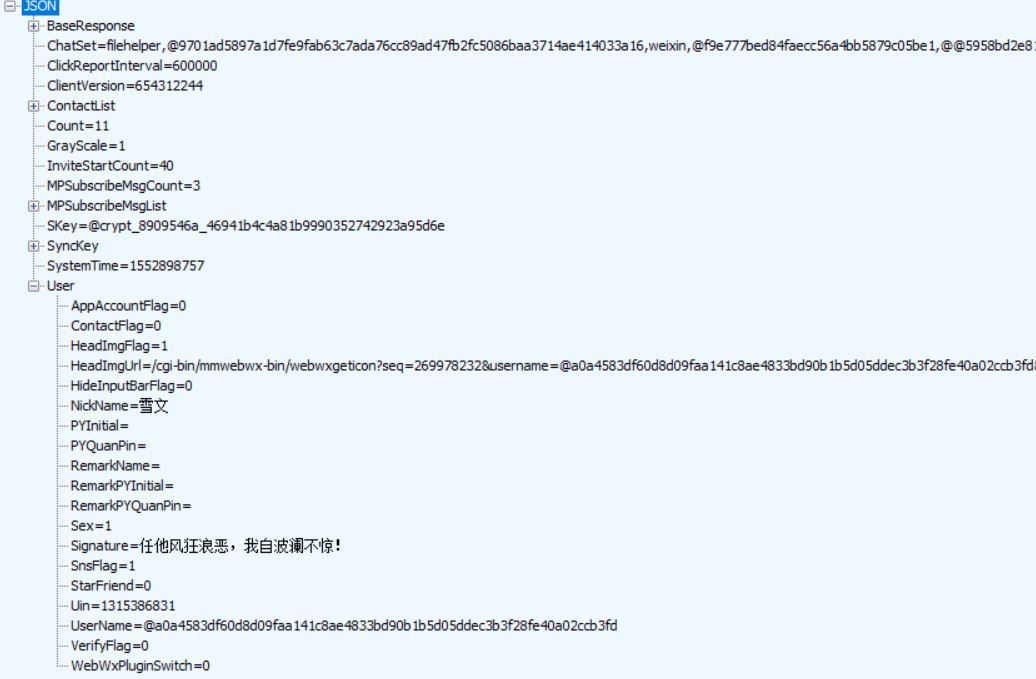 JSON
BaseResponse
ChatSet=filehelper,@9701ad5897a1d7fe9fab63c7ada76cc89ad47fb2fc5086baa3714ae414033a16,weixin,@f9e777bed84faecc56a4bb5879c05be1,@@5958bd2e81
ClickReportInterval=600000
ClientVersion=654312244
ContactList
Count=11
GrayScale=1
InviteStartCount=40
MPSubscribeMsgCount=3
MPSubscribeMsgList
SKey=@crypt_8909546a_46941b4c4a81b9990352742923a95d6e
SyncKey
SystemTime=1552898757
User
AppAccountFlag=0
ContactFlag=0
HeadImgFlag=1
HeadImgUrl=/cgi-bin/mmwebwx-bin/webwxgeticon?seq=269978232&username=@a0a4583df60d8d09faa141c8ae4833bd90b1b5d05ddec3b3f28fe40a02ccb3fd&
HideInputBarFlag=0
NickName=雪文
PYInitial=
PYQuanPin=
RemarkName=
RemarkPYInitial=
RemarkPYQuanPin=
Sex=1
Signature=任他风狂浪恶，我自波澜不惊！
SnsFlag=1
StarFriend=0
Uin=1315386831
UserName=@a0a4583df60d8d09faa141c8ae4833bd90b1b5d05ddec3b3f28fe40a02ccb3fd
VerifyFlag=0
WebWxPluginSwitch=0